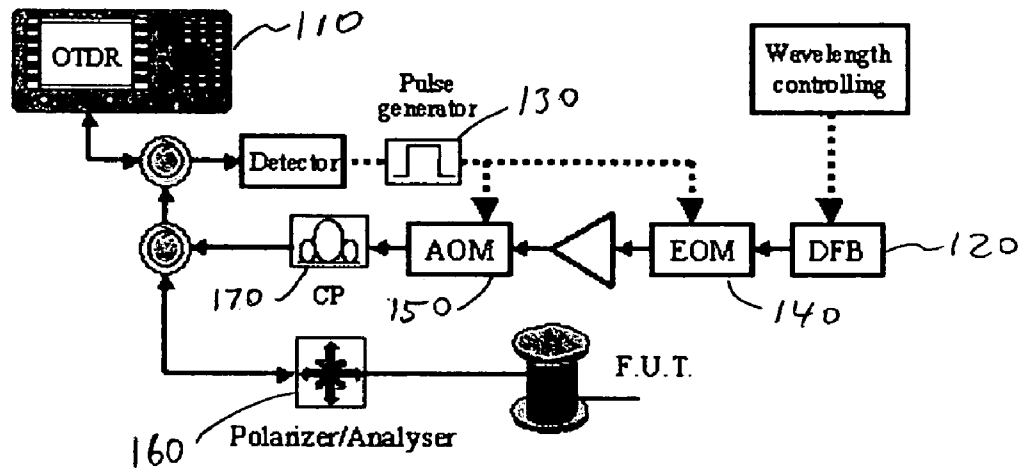 110
OTDR
Wavelength
controlling
Pulse
generator
130
Detector
AOM
EOM
DFB
120
170
CP
150
140
F.U.T.
160
Polarizer/Analyser